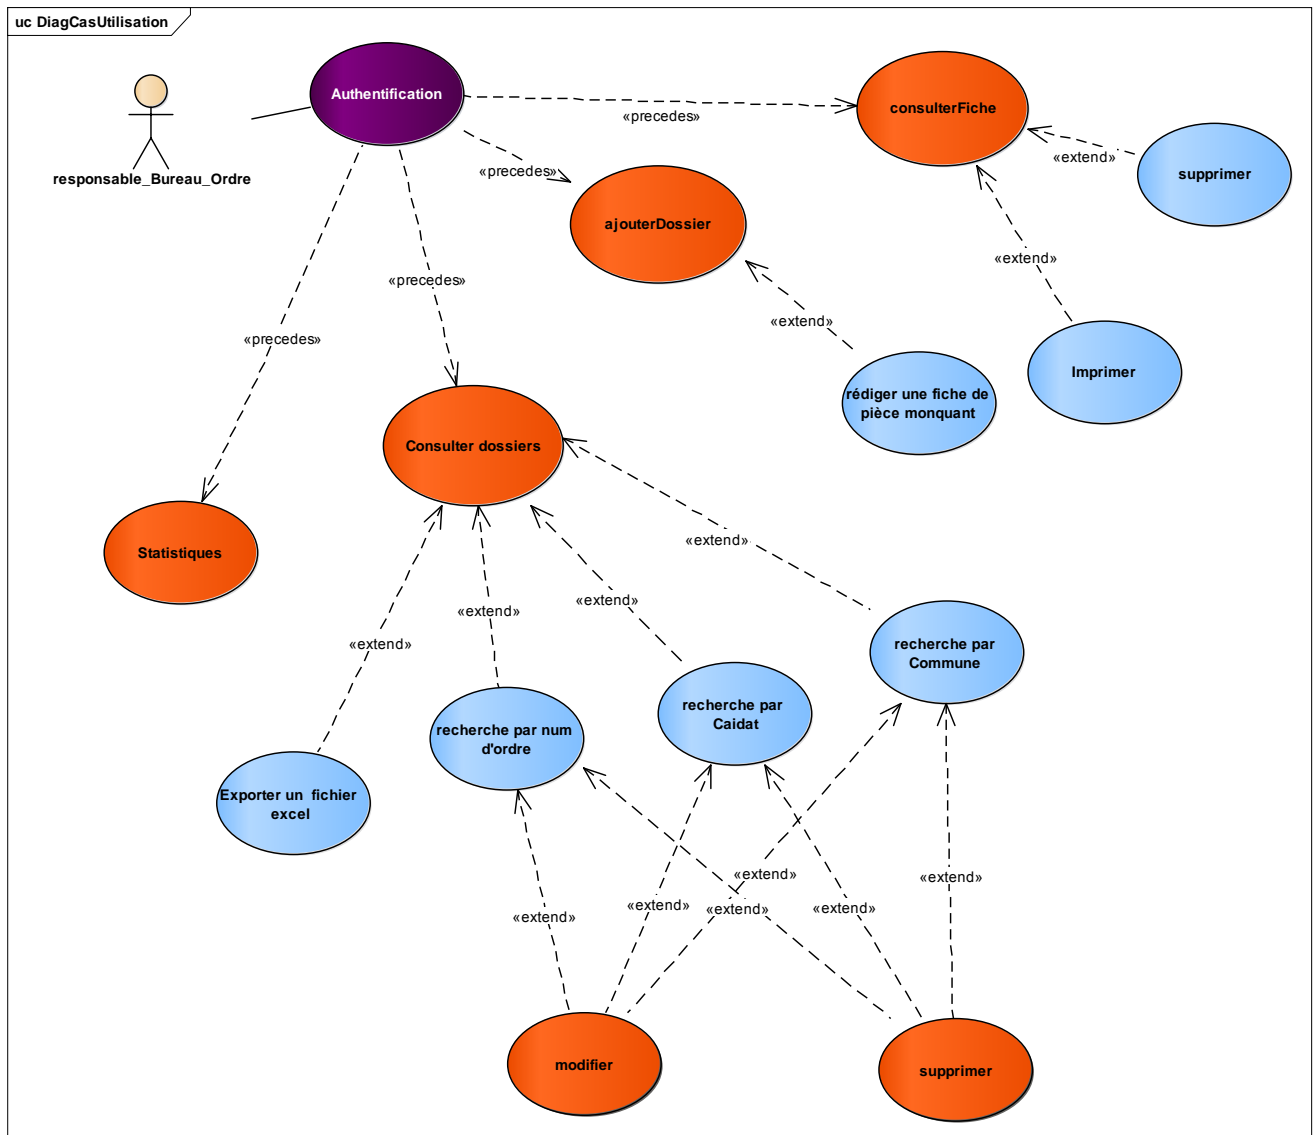 uc DiagCasUtilisation
Authentification
consulterFiche
«precedes»
«extend»
supprimer
responsable_Bureau_Ordre
«precedes»
ajouterDossier
«extend»
«precedes»
«extend»
«precedes»
Imprimer
rédiger une fiche de
pièce monquant
Consulter dossiers
«extend»
Statistiques
«extend»
«extend»
«extend»
recherche par
Commune
recherche par
Caidat
recherche par num
d'ordre
Exporter un  fichier
excel
«extend»
«extend»
«extend»
«extend»
«extend»
«extend»
modifier
supprimer